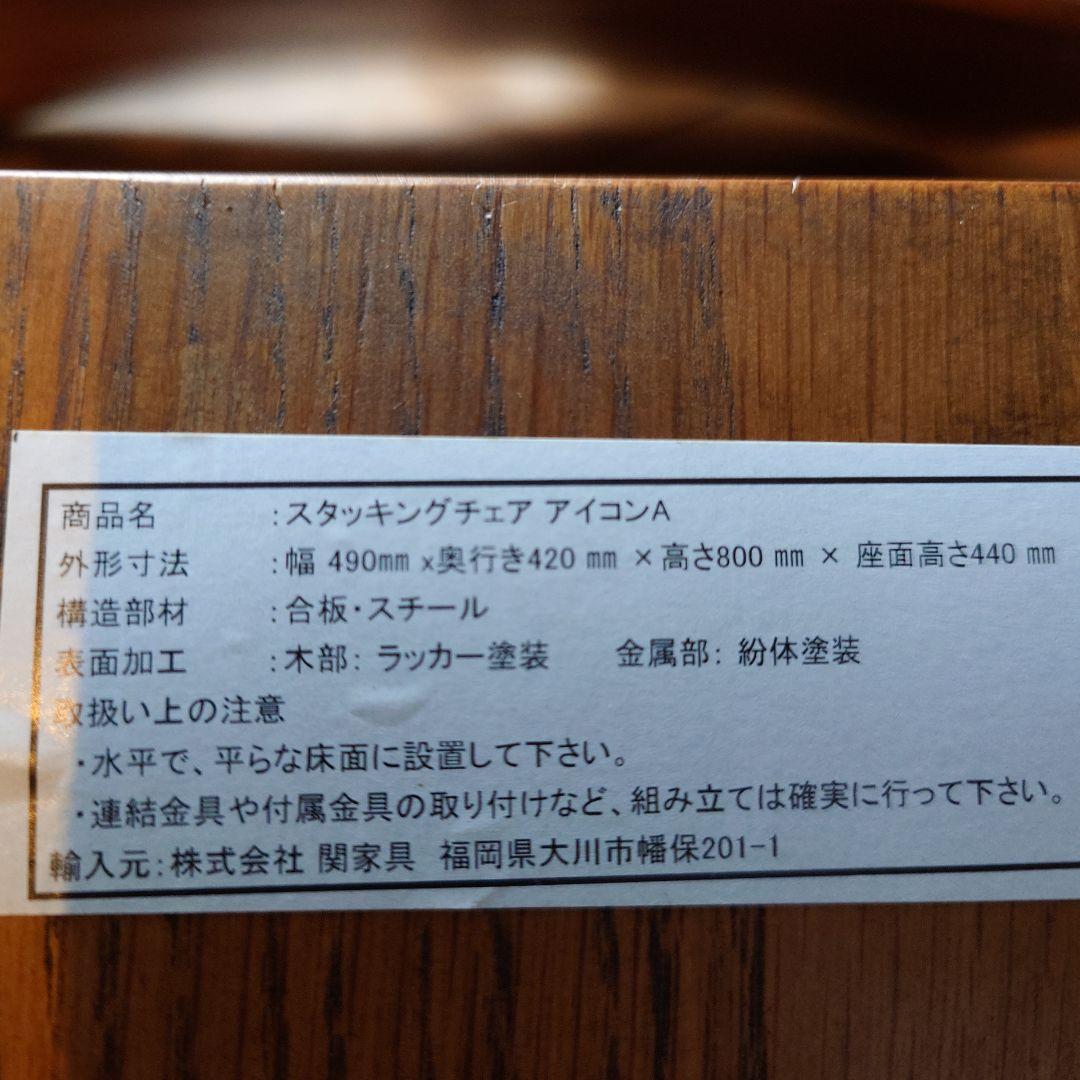 商品名 :スタッキングチェア アイコンA
外形寸法 :幅 490㎜ x奥行き420 ㎜ ×高さ800 ㎜ × 座面高さ440 ㎜
構造部材 :合板・スチール
表面加工 :木部: ラッカー塗装 金属部: 紛体塗装
取扱い上の注意
・水平で、平らな床面に設置して下さい。
・連結金具や付属金具の取り付けなど、組み立ては確実に行って下さい。
輸入元:株式会社 関家具 福岡県大川市幡保201-1